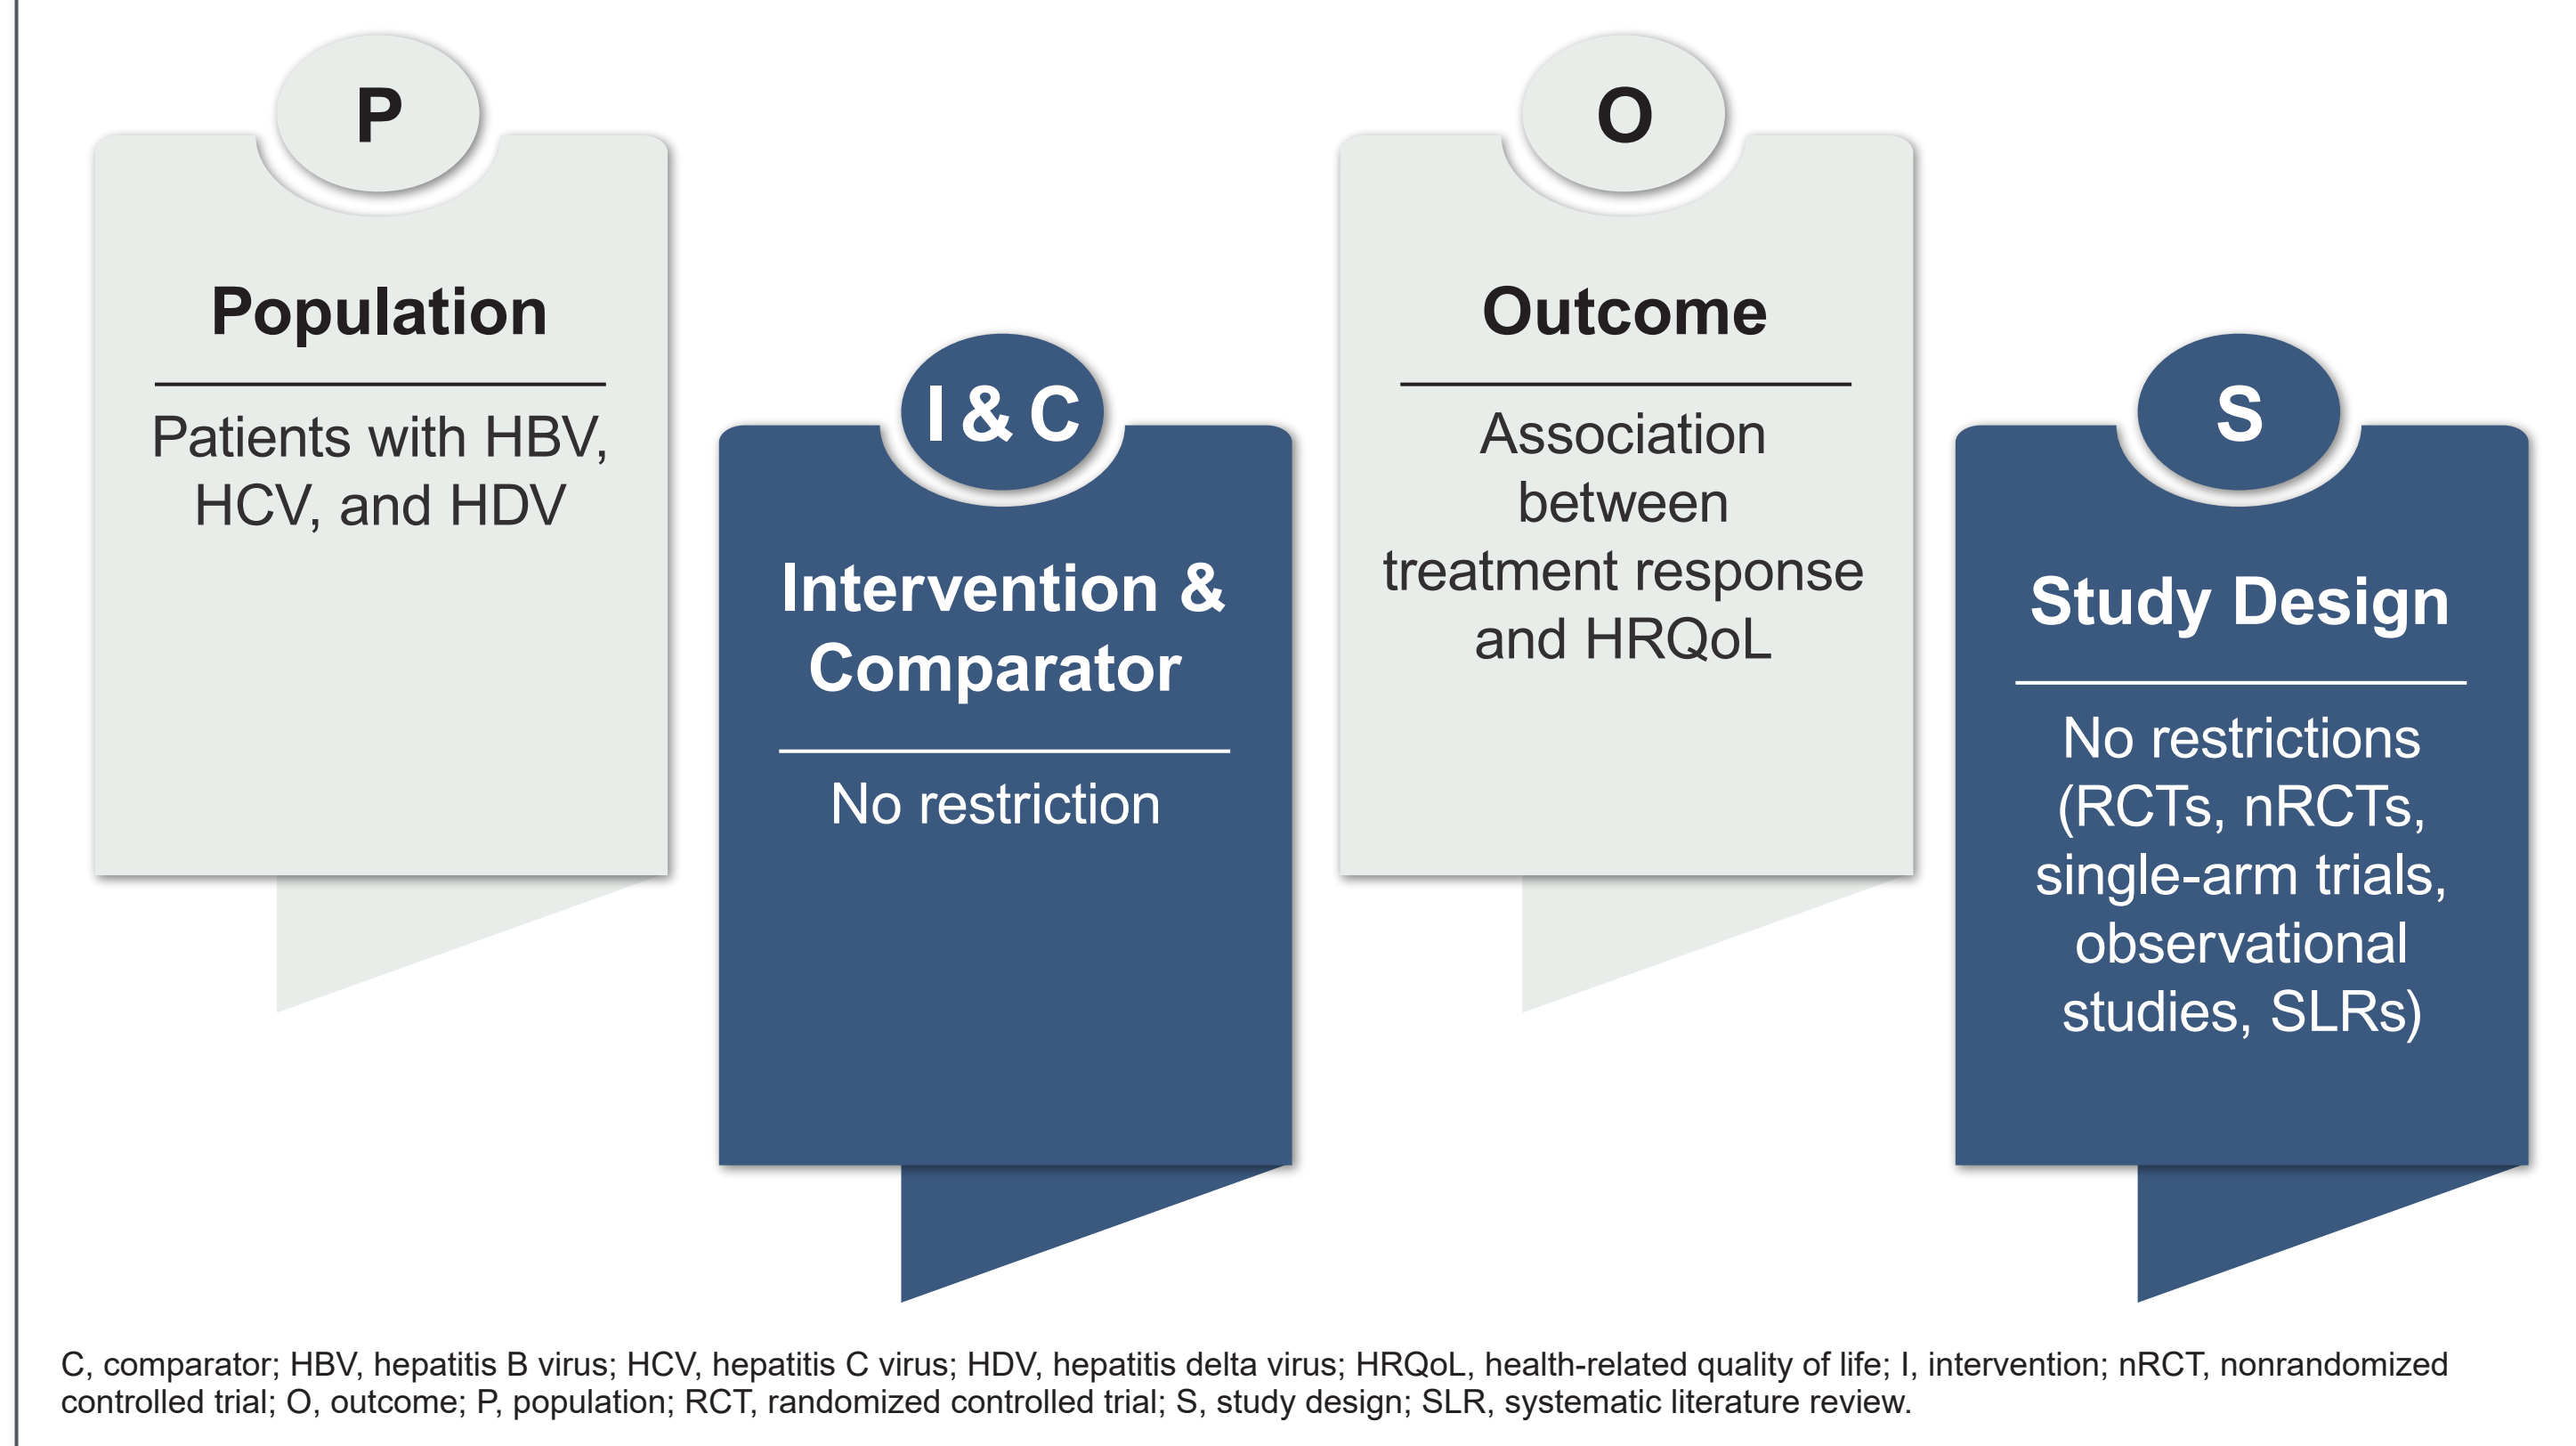 P
Population
Patients with HBV,
HCV, and HDV
I & C
Intervention &
Comparator
No restriction
O
Outcome
Association
between
treatment response
and HRQoL
S
Study Design
No restrictions
(RCTs, nRCTs,
single-arm trials,
observational
studies, SLRs)
C, comparator; HBV, hepatitis B virus; HCV, hepatitis C virus; HDV, hepatitis delta virus; HRQoL, health-related quality of life; I, intervention; nRCT, nonrandomized
controlled trial; O, outcome; P, population; RCT, randomized controlled trial; S, study design; SLR, systematic literature review.